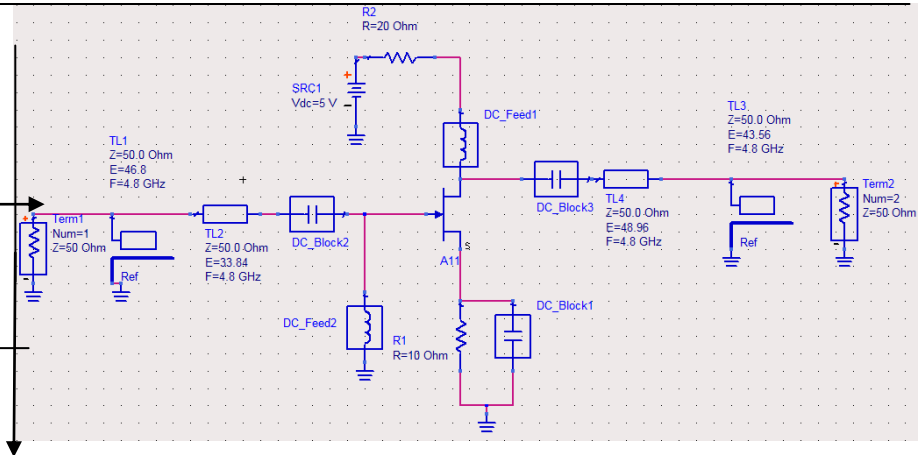 R2
R=20 Ohm
+
SRC1
Vdc=5 V
-
DC_Feed1
TL3
Z=50.0 Ohm
E=43.56
F=4.8 GHz
TL1
Z=50.0 Ohm
E=46.8
F=4.8 GHz
+
Term1
Num=1
Z=50 Ohm
-
Ref
TL2
Z=50.0 Ohm
E=33.84
F=4.8 GHz
DC_Block2
S
A11
DC_Block3
TL4
Z=50.0 Ohm
E=48.96
F=4.8 GHz
Ref
+
Term2
Num=2
Z=50 Ohm
-
DC_Feed2
R1
R=10 Ohm
DC_Block1